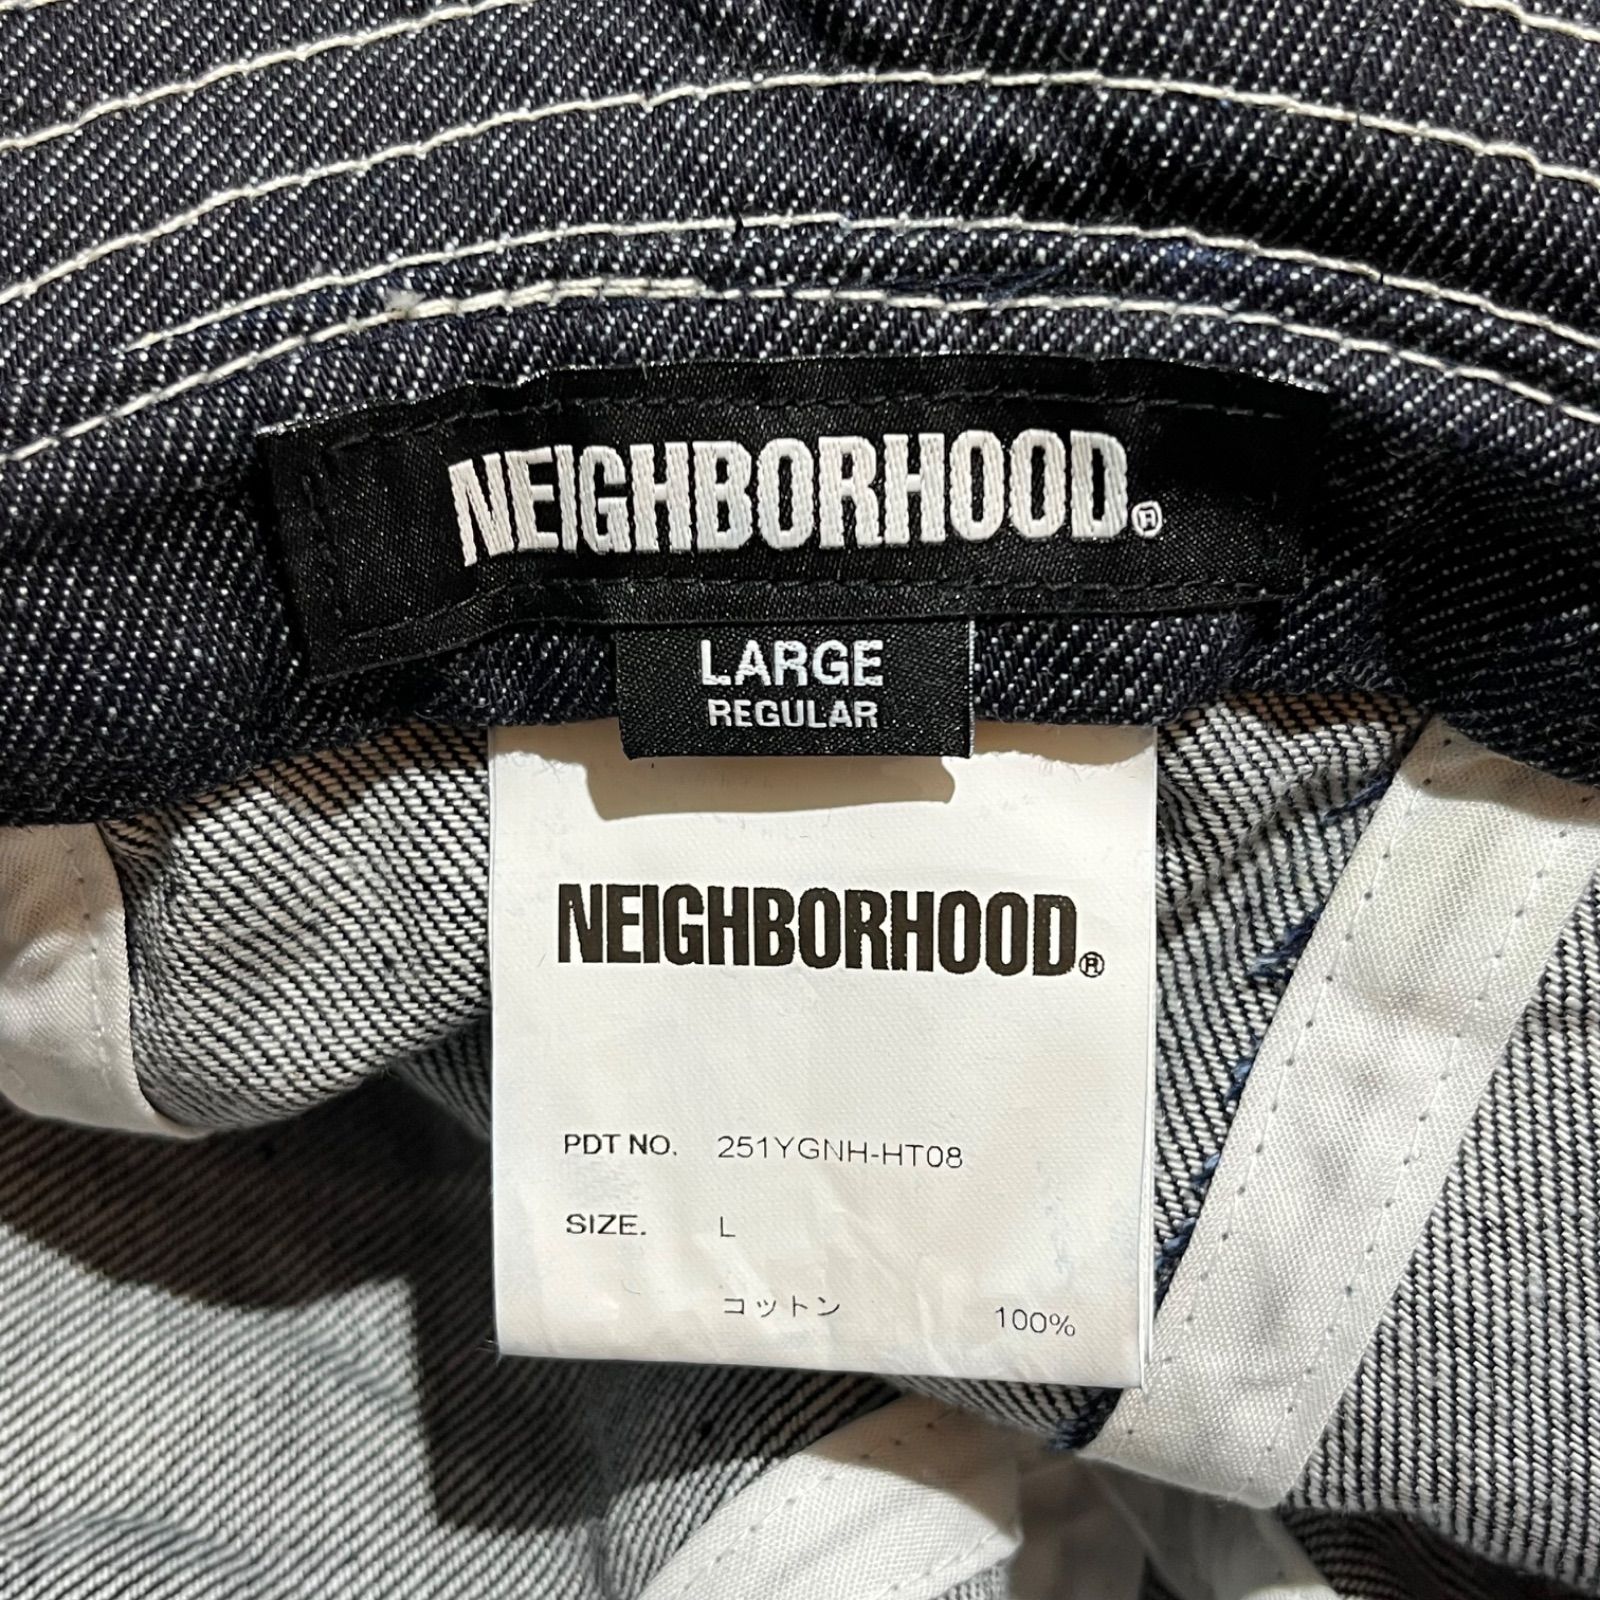 NEIGHBORHOOD®
LARGE
REGULAR
NEIGHBORHOOD®
PDT NO. 251YGNH-HT08
SIZE. L
コットン 100%